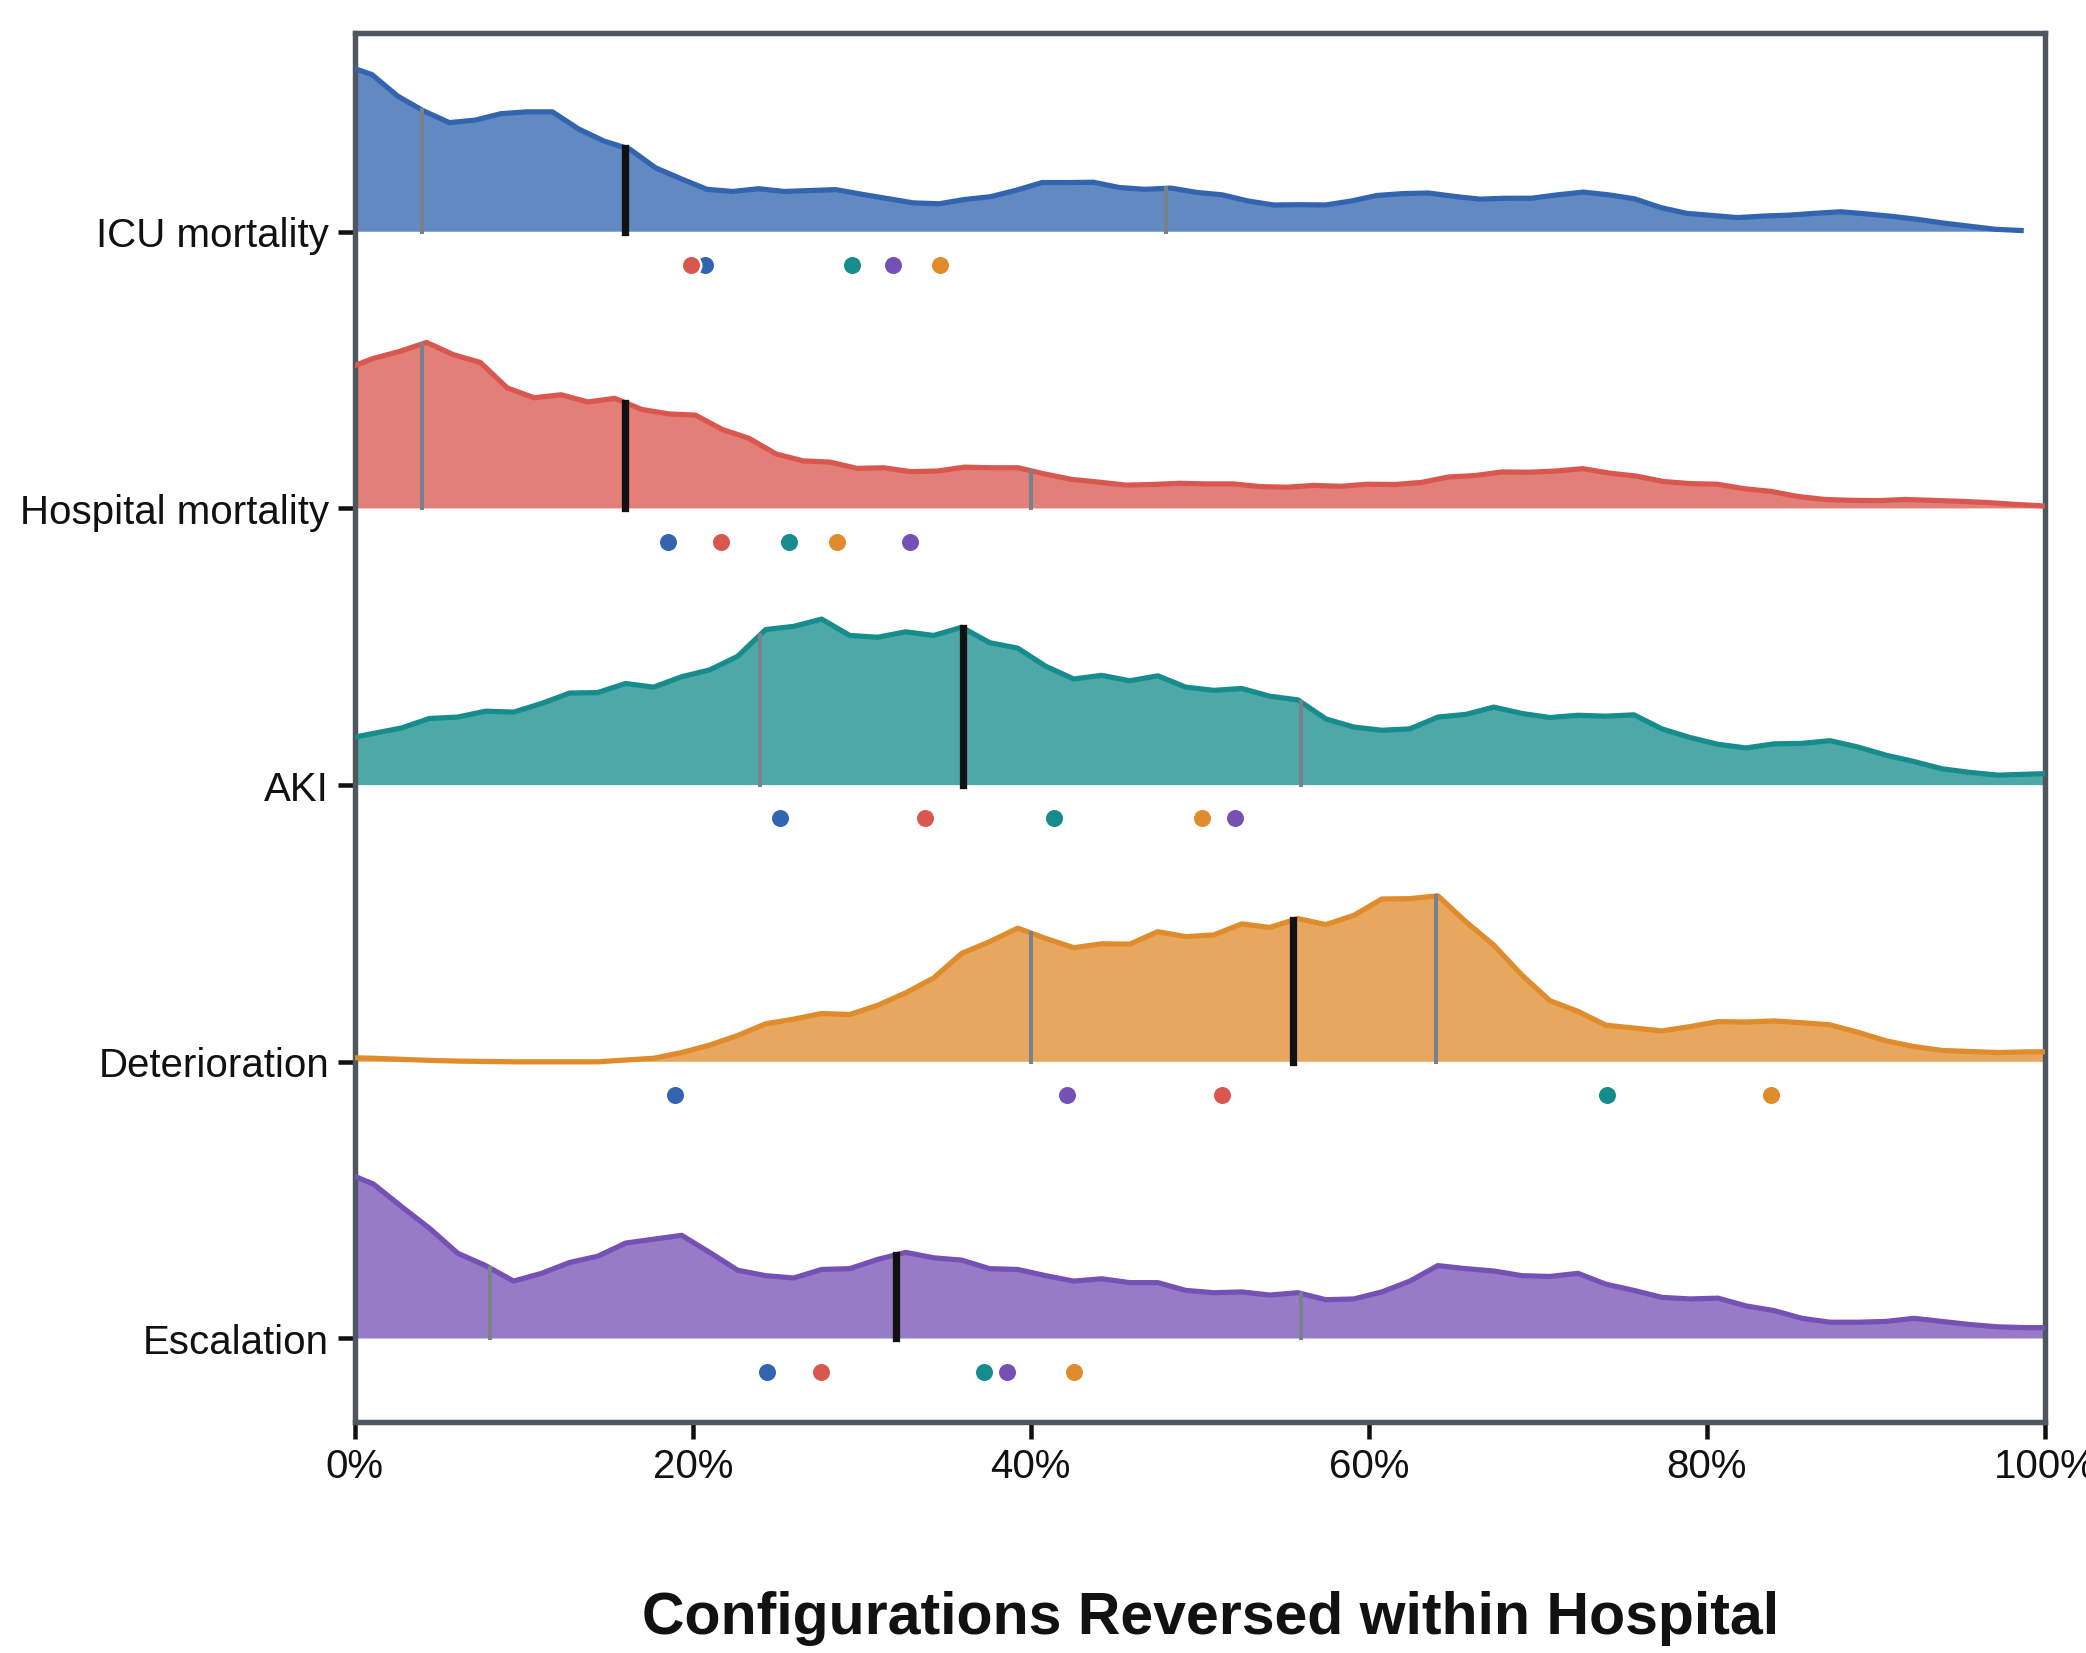 ICU mortality
Hospital mortality
AKI
Deterioration
Escalation
0% 20% 40% 60% 80% 100%
Configurations Reversed within Hospital